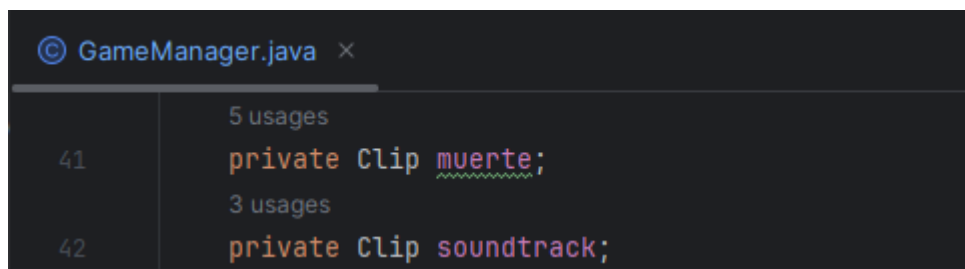 GameManager.java
5 usages
41 private Clip muerte;
3 usages
42 private Clip soundtrack;